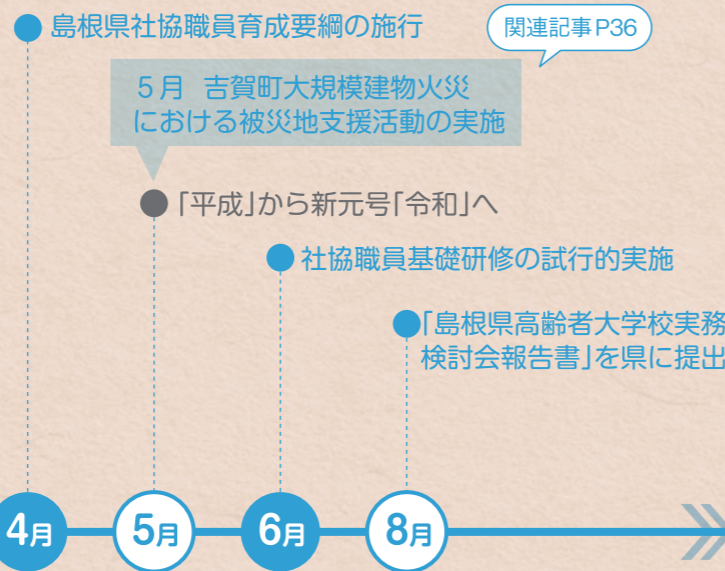 島根県社協職員育成要綱の施行
関連記事P36
5月 吉賀町大規模建物火災
における被災地支援活動の実施
「平成」から新元号「令和」へ
社協職員基礎研修の試行的実施
「島根県高齢者大学校実務
検討会報告書」を県に提出
4月
5月
6月
8月